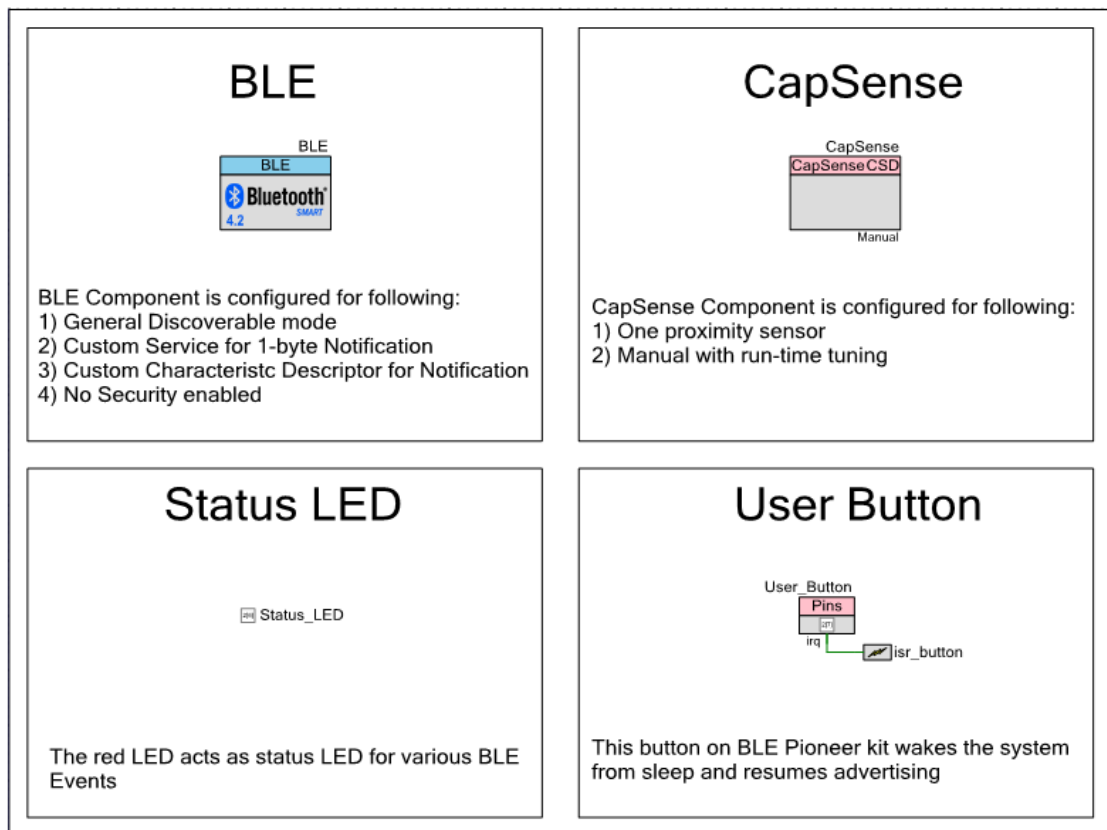 BLE
BLE
BLE
Bluetooth
SMART
4.2
BLE Component is configured for following:
1) General Discoverable mode
2) Custom Service for 1-byte Notification
3) Custom Characteristc Descriptor for Notification
4) No Security enabled
CapSense
CapSense
CapSenseCSD
Manual
CapSense Component is configured for following:
1) One proximity sensor
2) Manual with run-time tuning
Status LED
Status_LED
The red LED acts as status LED for various BLE
Events
User Button
User_Button
Pins
irq
isr_button
This button on BLE Pioneer kit wakes the system
from sleep and resumes advertising